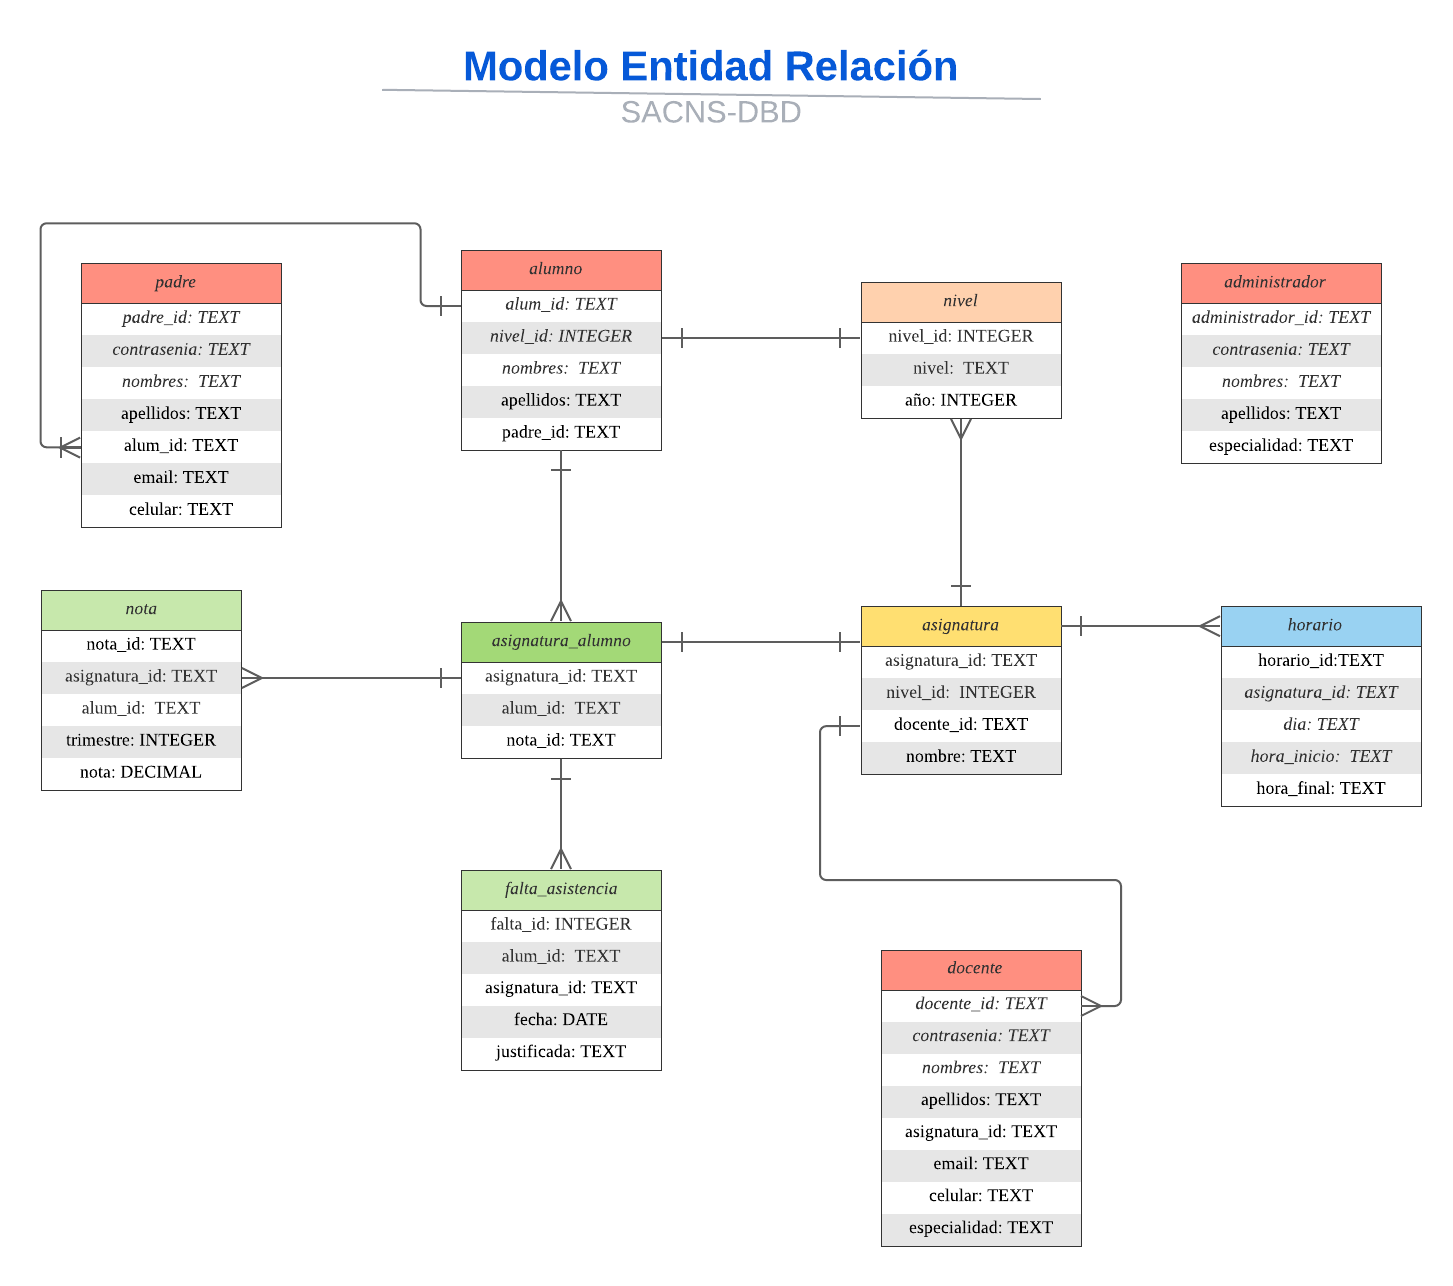 Modelo Entidad Relación
SACNS-DBD
padre
padre_id: TEXT
contrasenia: TEXT
nombres:  TEXT
apellidos: TEXT
alum_id: TEXT
email: TEXT
celular: TEXT
alumno
alum_id: TEXT
nivel_id: INTEGER
nombres:  TEXT
apellidos: TEXT
padre_id: TEXT
nivel
nivel_id: INTEGER
nivel:  TEXT
año: INTEGER
administrador
administrador_id: TEXT
contrasenia: TEXT
nombres:  TEXT
apellidos: TEXT
especialidad: TEXT
nota
nota_id: TEXT
asignatura_id: TEXT
alum_id:  TEXT
trimestre: INTEGER
nota: DECIMAL
asignatura_alumno
asignatura_id: TEXT
alum_id:  TEXT
nota_id: TEXT
asignatura
asignatura_id: TEXT
nivel_id:  INTEGER
docente_id: TEXT
nombre: TEXT
horario
horario_id:TEXT
asignatura_id: TEXT
dia: TEXT
hora_inicio:  TEXT
hora_final: TEXT
falta_asistencia
falta_id: INTEGER
alum_id:  TEXT
asignatura_id: TEXT
fecha: DATE
justificada: TEXT
docente
docente_id: TEXT
contrasenia: TEXT
nombres:  TEXT
apellidos: TEXT
asignatura_id: TEXT
email: TEXT
celular: TEXT
especialidad: TEXT